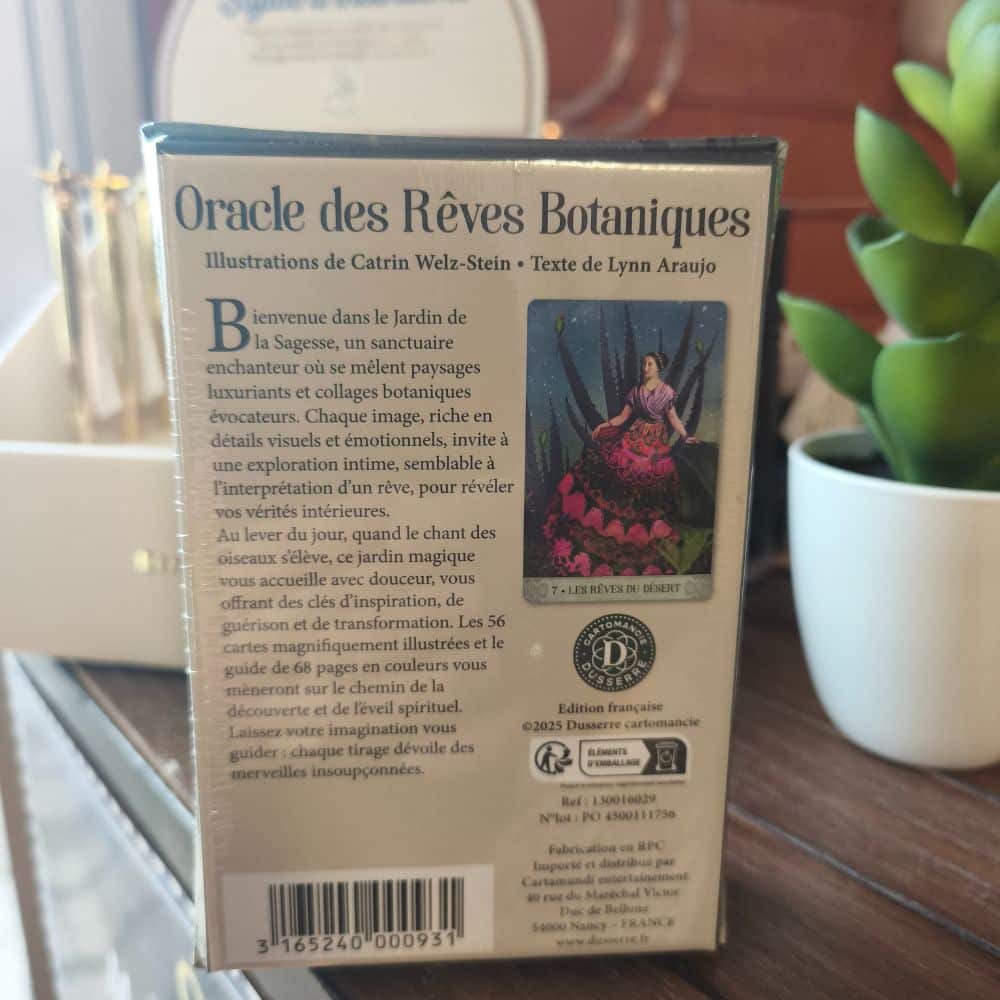 Oracle des Rêves Botaniques
Illustrations de Catrin Welz-Stein • Texte de Lynn Araujo
Bienvenue dans le Jardin de
la Sagesse, un sanctuaire
enchanteur où se mêlent paysages
luxuriants et collages botaniques
évocateurs. Chaque image, riche en
détails visuels et émotionnels, invite à
une exploration intime, semblable à
l'interprétation d'un rêve, pour révéler
vos vérités intérieures.
Au lever du jour, quand le chant des
oiseaux s'élève, ce jardin magique
vous accueille avec douceur, vous
offrant des clés d'inspiration, de
guérison et de transformation. Les 56
cartes magnifiquement illustrées et le
guide de 68 pages en couleurs vous
mèneront sur le chemin de la
découverte et de l'éveil spirituel.
Laissez votre imagination vous
guider : chaque tirage dévoile des
merveilles insoupçonnées.
7 • LES RÊVES DU DÉSERT
CARTOMANCIE
D
DUSSERRE
Edition française
©2025 Dusserre cartomancie
ÉLÉMENTS
D'EMBALLAGE
Ref : 130016029
N°lot : PO 4500111756
Fabrication en RPC
Importé et distribué par
Cartamundi entertainement
40 rue du Maréchal Victor
Duc de Bellune
54000 Nancy - FRANCE
www.dusserre.fr
3 165240 000931